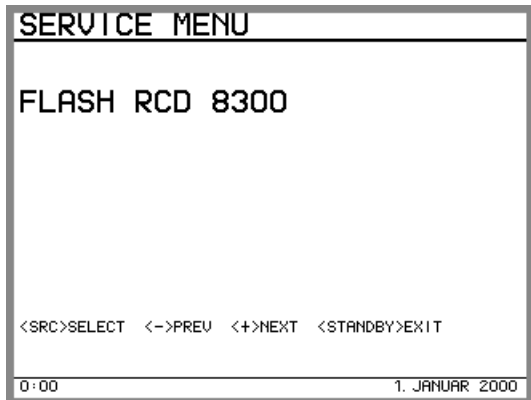 SERVICE MENU
FLASH RCD 8300
<SRC>SELECT <->PREV <+>NEXT <STANDBY>EXIT
0:00 1. JANUAR 2000